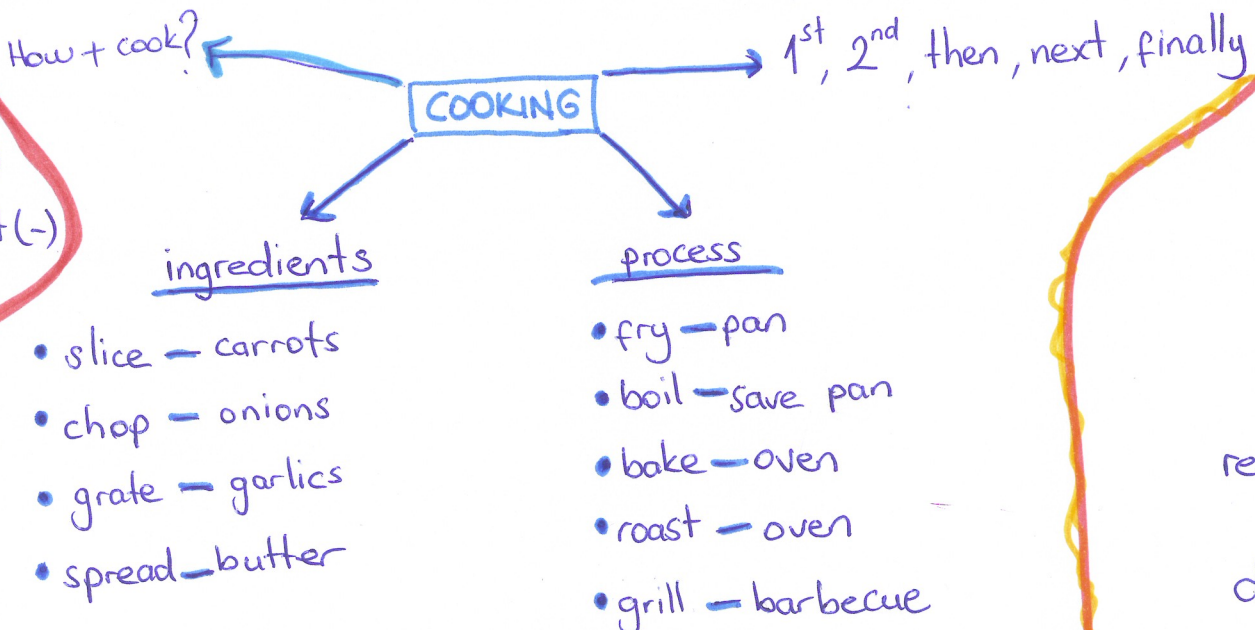 How + cook?
1st, 2nd, then, next, finally
COOKING
ingredients
• slice — carrots
• chop — onions
• grate — garlics
• spread — butter
process
• fry — pan
• boil — save pan
• bake — oven
• roast — oven
• grill — barbecue
(-)
re